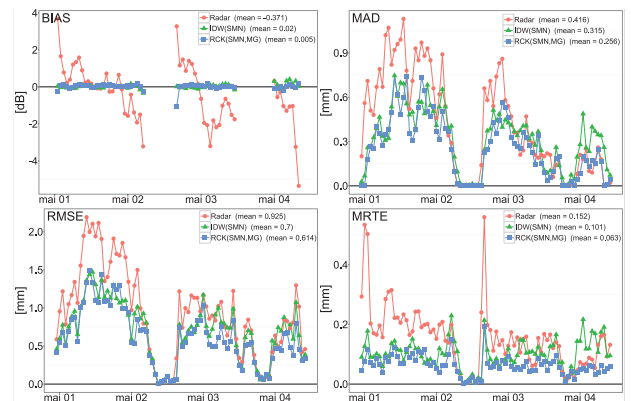 BIAS
Radar (mean = −0.371)
IDW(SMN) (mean = 0.02)
RCK(SMN,MG) (mean = 0.005)
[dB]
4
2
0
-2
-4
mai 01
mai 02
mai 03
mai 04
MAD
Radar (mean = 0.416)
IDW(SMN) (mean = 0.315)
RCK(SMN,MG) (mean = 0.256)
[mm]
0.9
0.6
0.3
0.0
mai 01
mai 02
mai 03
mai 04
RMSE
Radar (mean = 0.925)
IDW(SMN) (mean = 0.7)
RCK(SMN,MG) (mean = 0,614)
[mm]
2.0
1.5
1.0
0.5
0.0
mai 01
mai 02
mai 03
mai 04
MRTE
Radar (mean = 0.152)
IDW(SMN) (mean = 0.101)
RCK(SMN,MG) (mean = 0,063)
[mm]
0.4
0.2
0.0
mai 01
mai 02
mai 03
mai 04